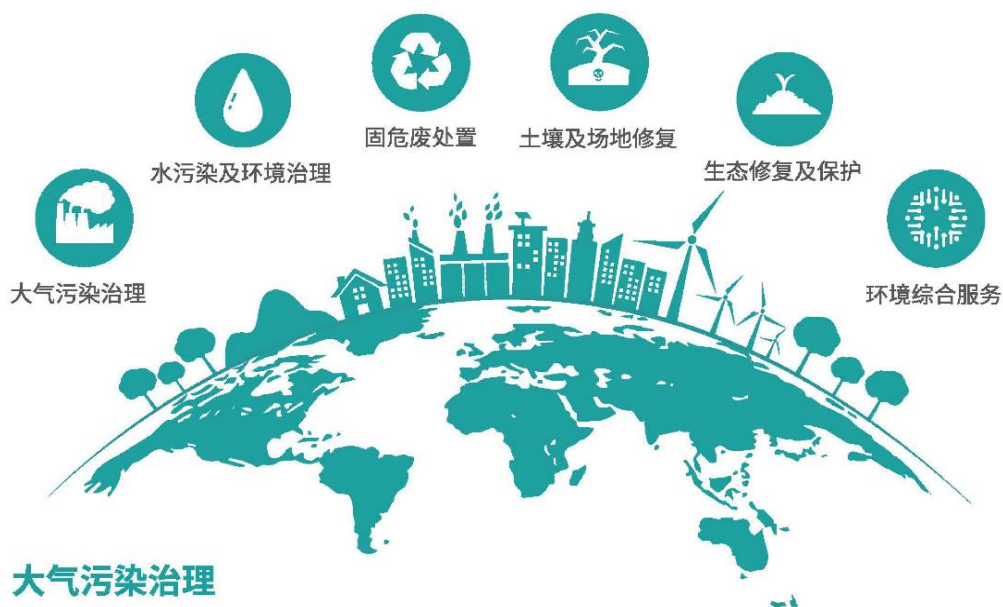 大气污染治理
水污染及环境治理
固危废处置
土壤及场地修复
生态修复及保护
环境综合服务
大气污染治理